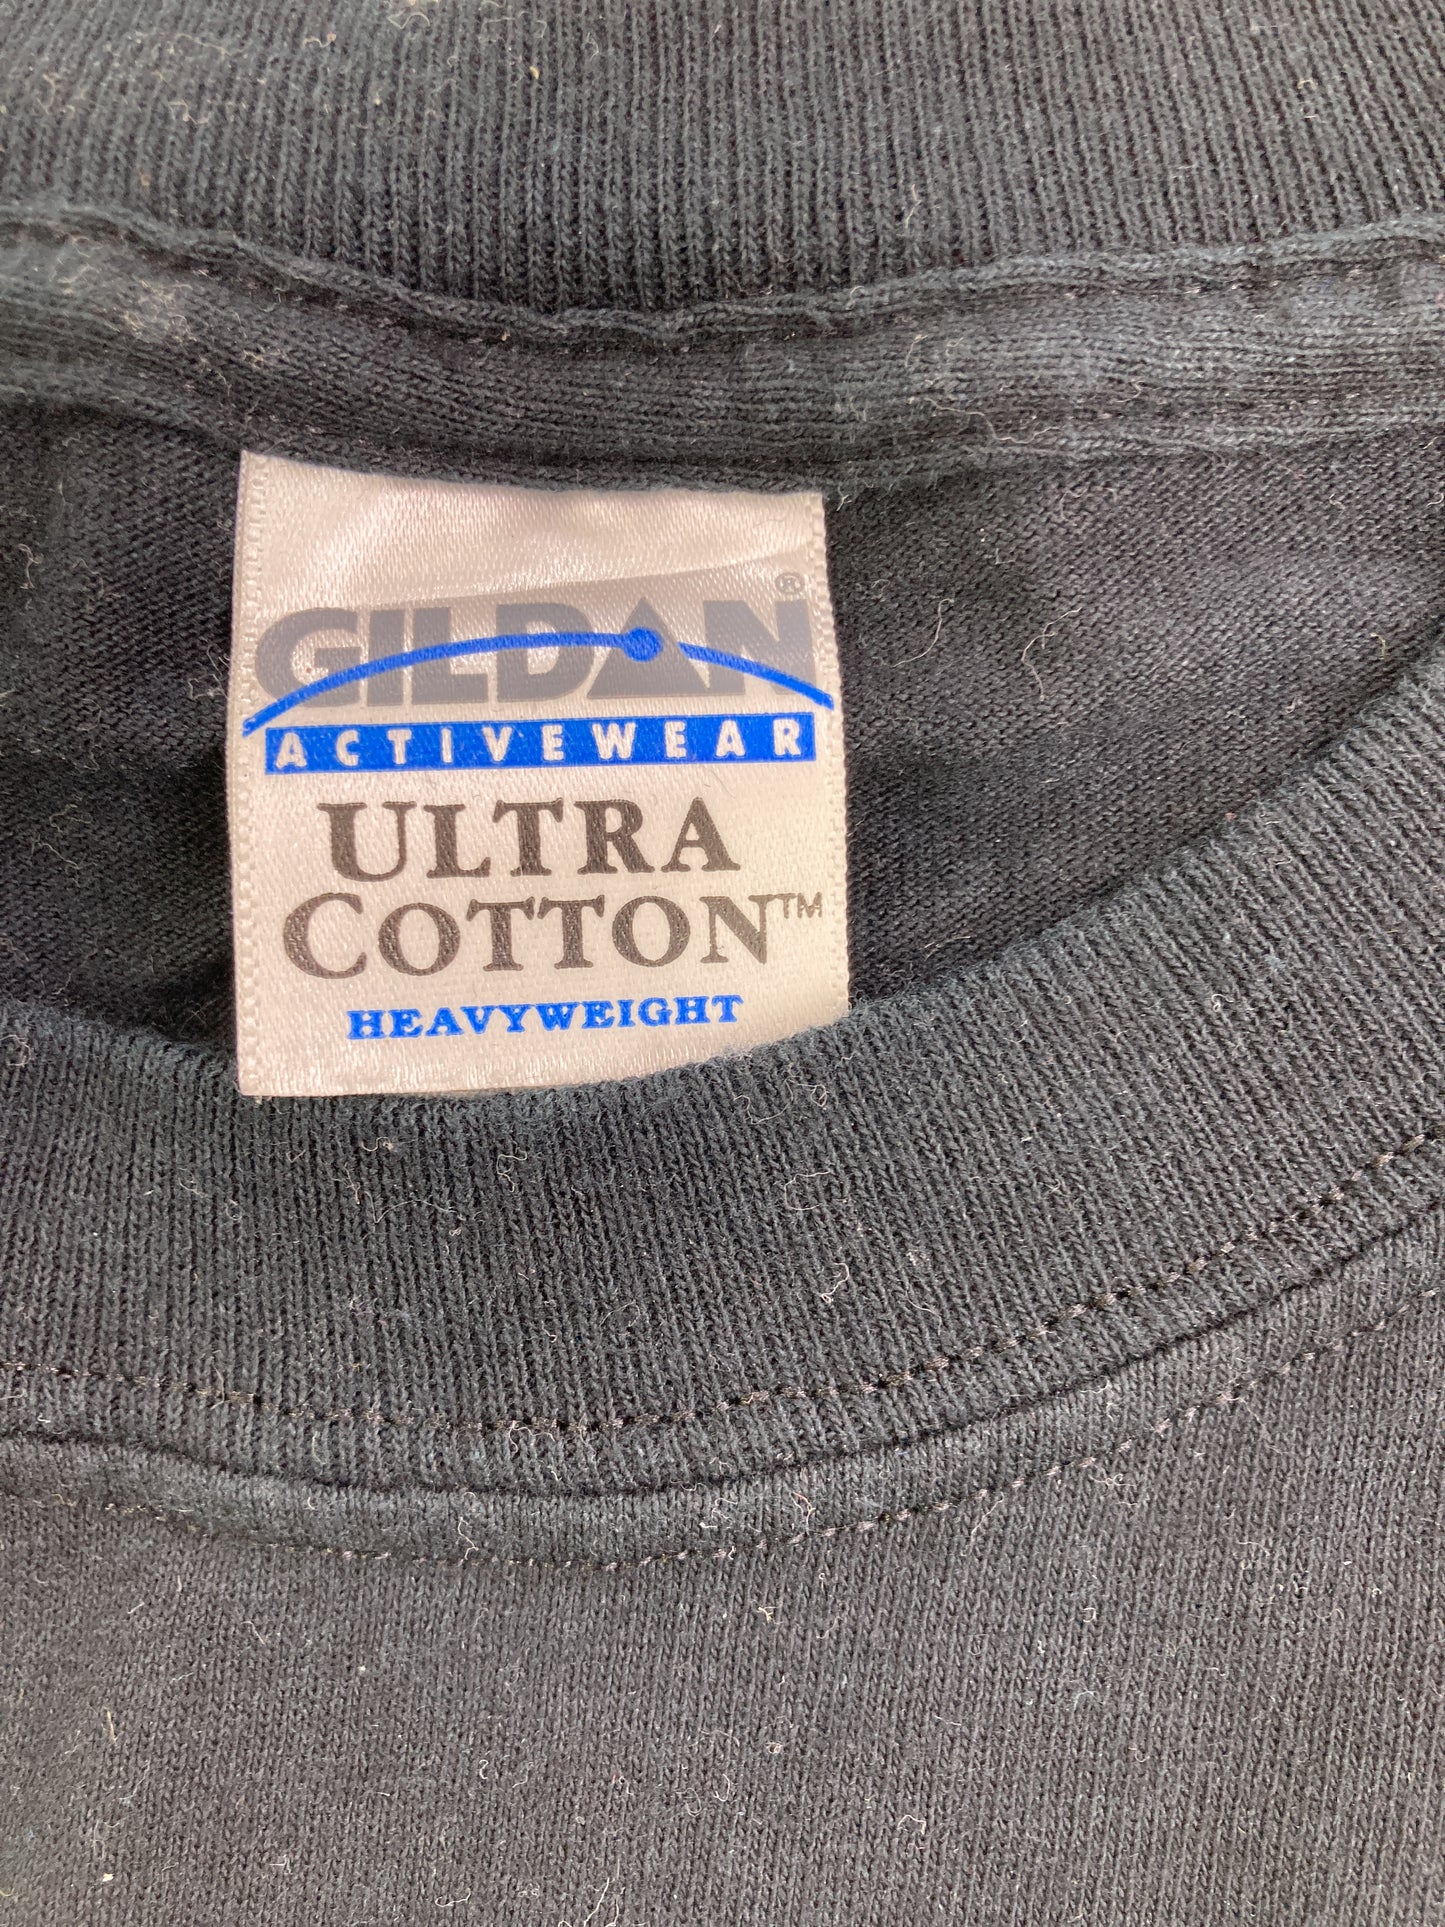 GILDAN®
ACTIVEWEAR
ULTRA
COTTON™
HEAVYWEIGHT